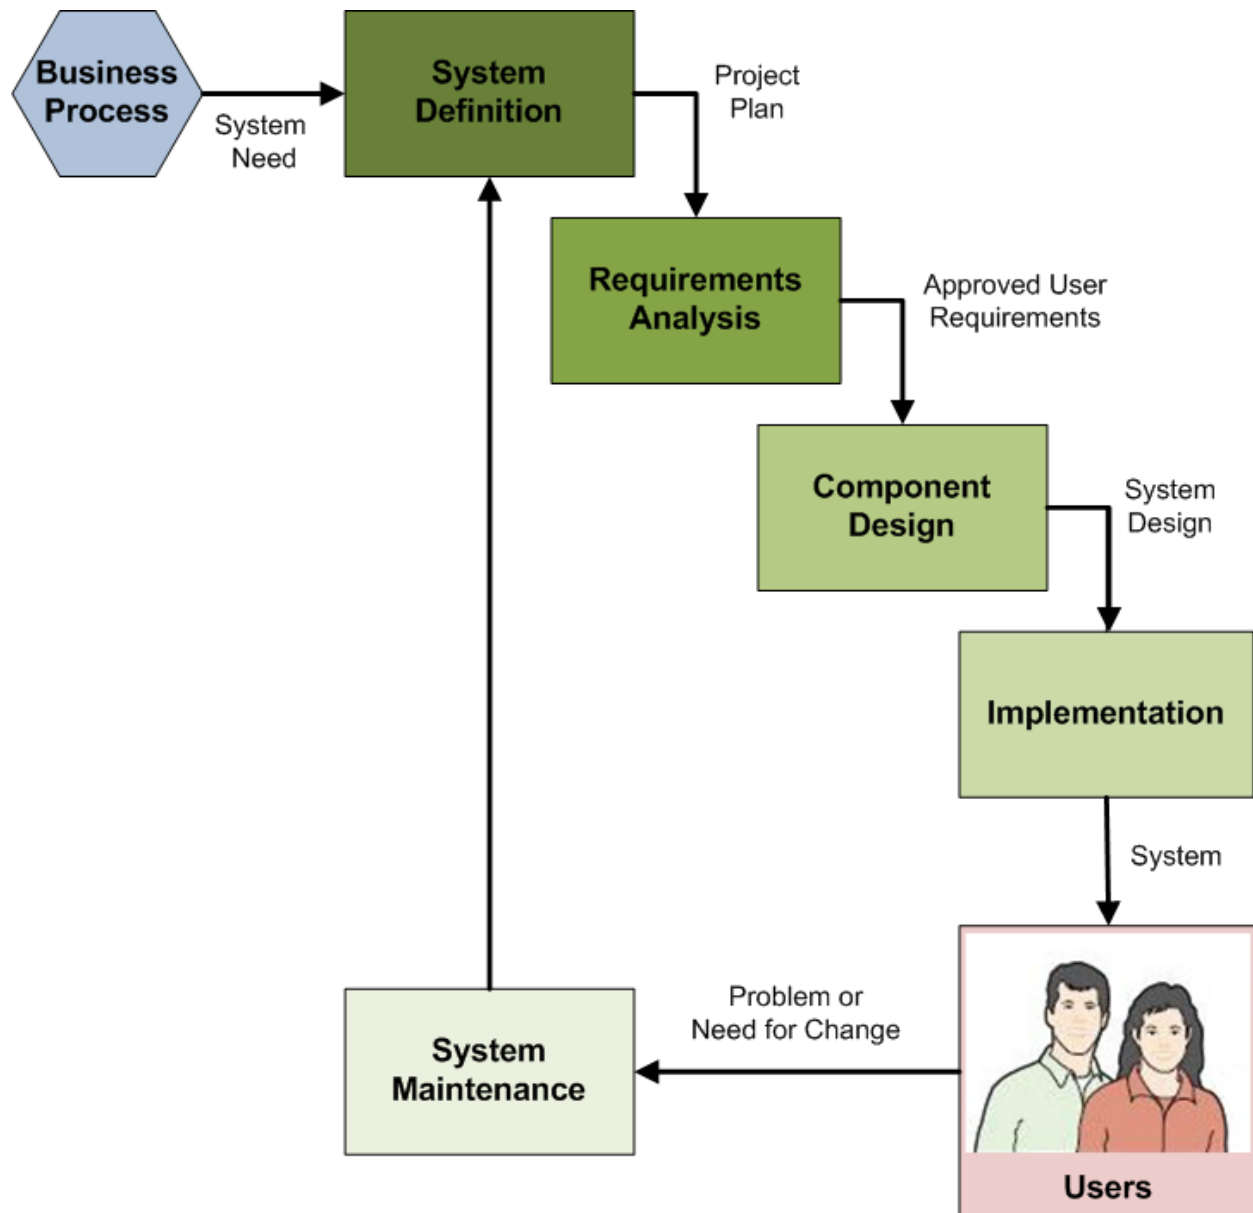 Business
Process
System
Need
System
Definition
Project
Plan
Requirements
Analysis
Approved User
Requirements
Component
Design
System
Design
Implementation
System
Users
Problem or
Need for Change
System
Maintenance